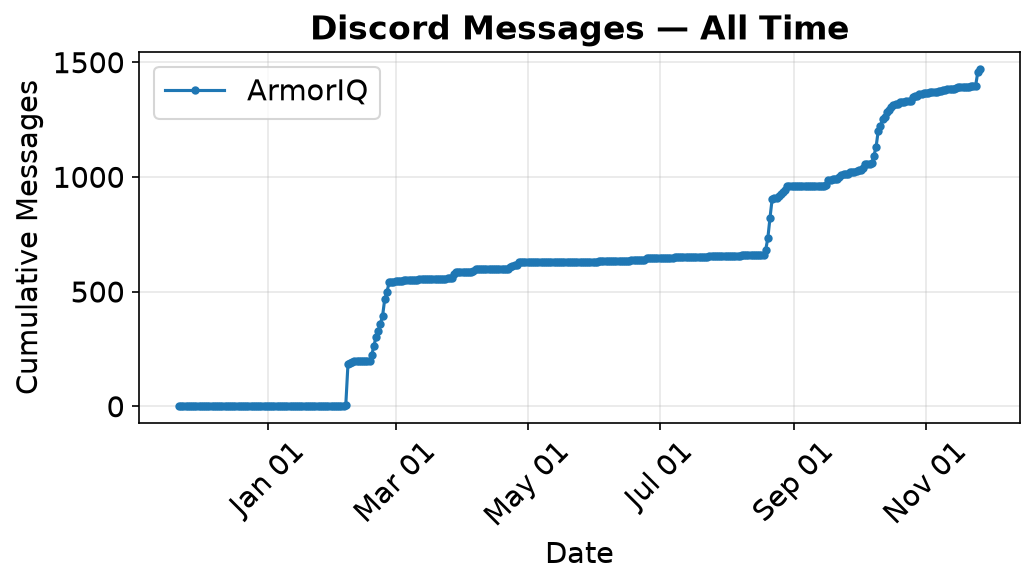 Discord Messages — All Time
ArmorIQ
Cumulative Messages
1500
1000
500
0
Jan 01
Mar 01
May 01
Jul 01
Sep 01
Nov 01
Date